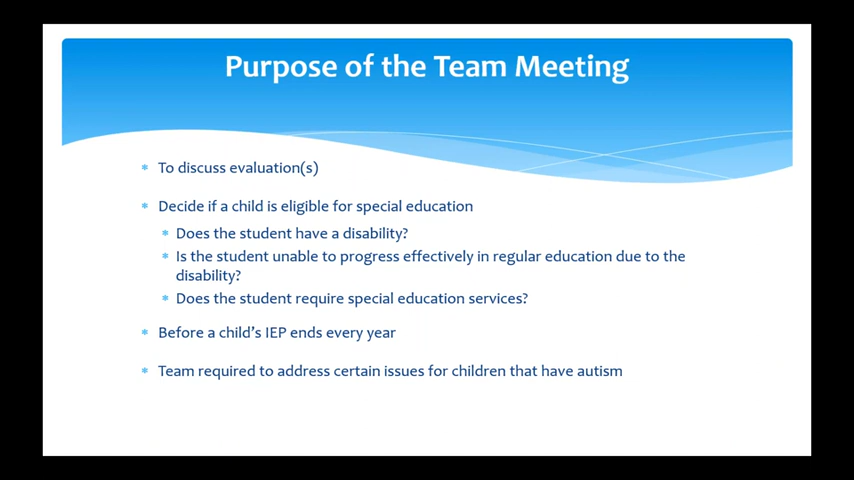 Purpose of the Team Meeting
* To discuss evaluation(s)
* Decide if a child is eligible for special education
* Does the student have a disability?
* Is the student unable to progress effectively in regular education due to the
disability?
* Does the student require special education services?
* Before a child's IEP ends every year
* Team required to address certain issues for children that have autism